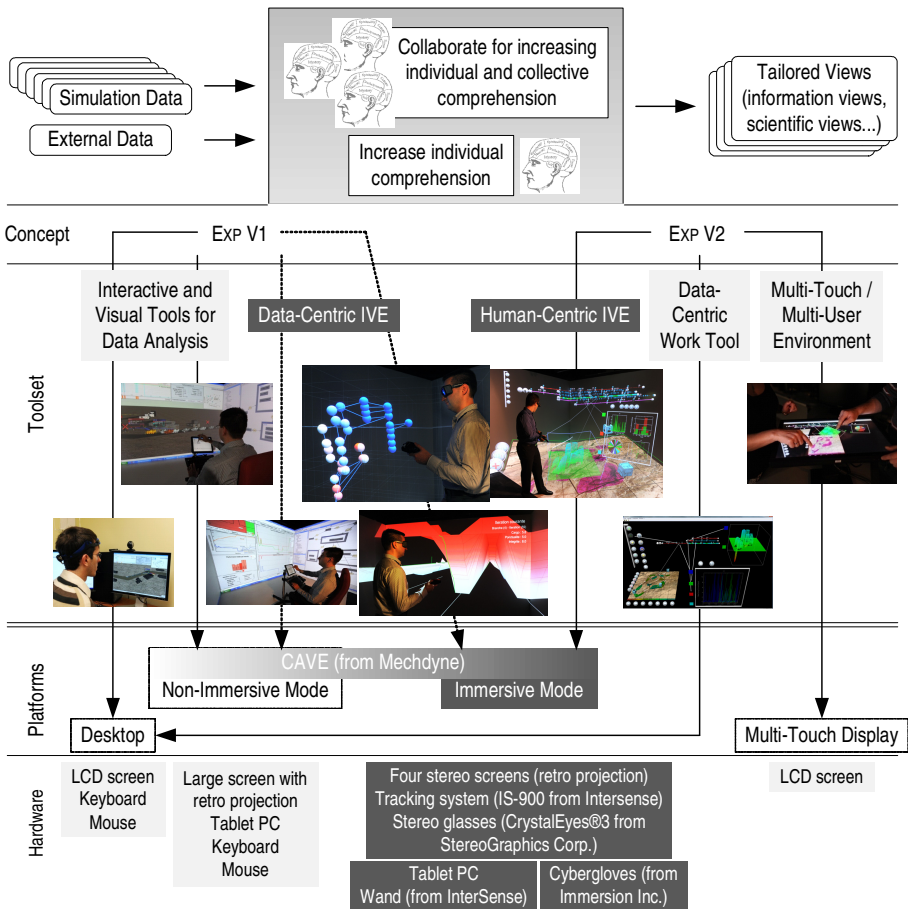 Simulation Data
External Data
Collaborate for increasing
individual and collective
comprehension
Increase individual
comprehension
Tailored Views
(information views,
scientific views...)
Concept
EXP V1
EXP V2
Toolset
Interactive and
Visual Tools for
Data Analysis
Data-Centric IVE
Human-Centric IVE
Data-
Centric
Work Tool
Multi-Touch /
Multi-User
Environment
Platforms
CAVE (from Mechdyne)
Non-Immersive Mode
Immersive Mode
Desktop
Multi-Touch Display
Hardware
LCD screen
Keyboard
Mouse
Large screen with
retro projection
Tablet PC
Keyboard
Mouse
Four stereo screens (retro projection)
Tracking system (IS-900 from Intersense)
Stereo glasses (CrystalEyes®3 from
StereoGraphics Corp.)
Tablet PC
Wand (from InterSense)
Cybergloves (from
Immersion Inc.)
LCD screen